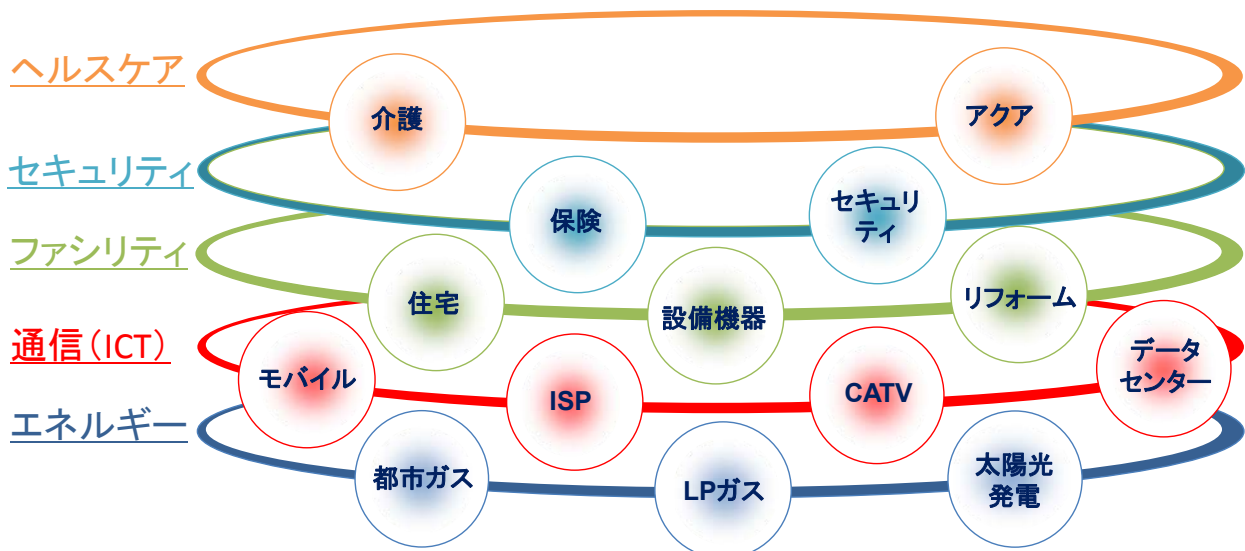 ヘルスケア
介護
アクア
セキュリティ
保険
セキュリ
ティ
ファシリティ
住宅
設備機器
リフォーム
通信(ICT)
モバイル
ISP
CATV
データ
センター
エネルギー
都市ガス
LPガス
太陽光
発電